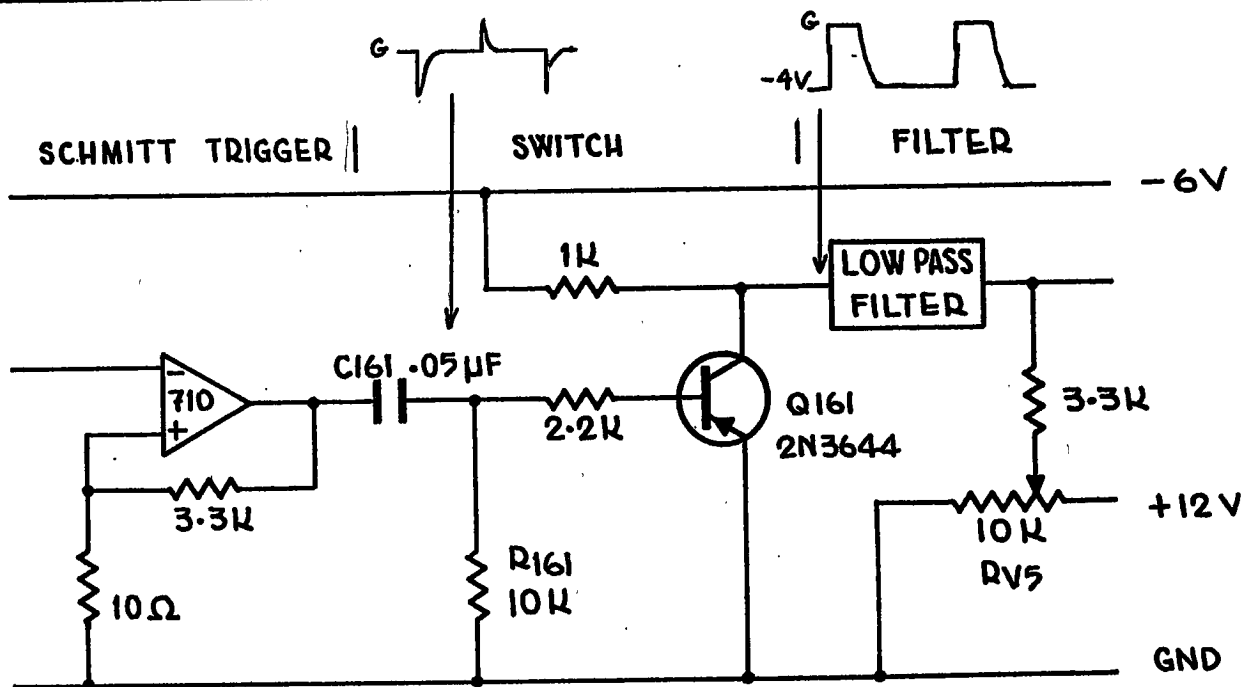 G
G
-4V
SCHMITT TRIGGER
SWITCH
FILTER
-6V
1K
LOW PASS
FILTER
C161 .05µF
-
710
+
2.2K
Q161
2N3644
3.3K
3.3K
10K
RV5
+12V
10Ω
R161
10K
GND